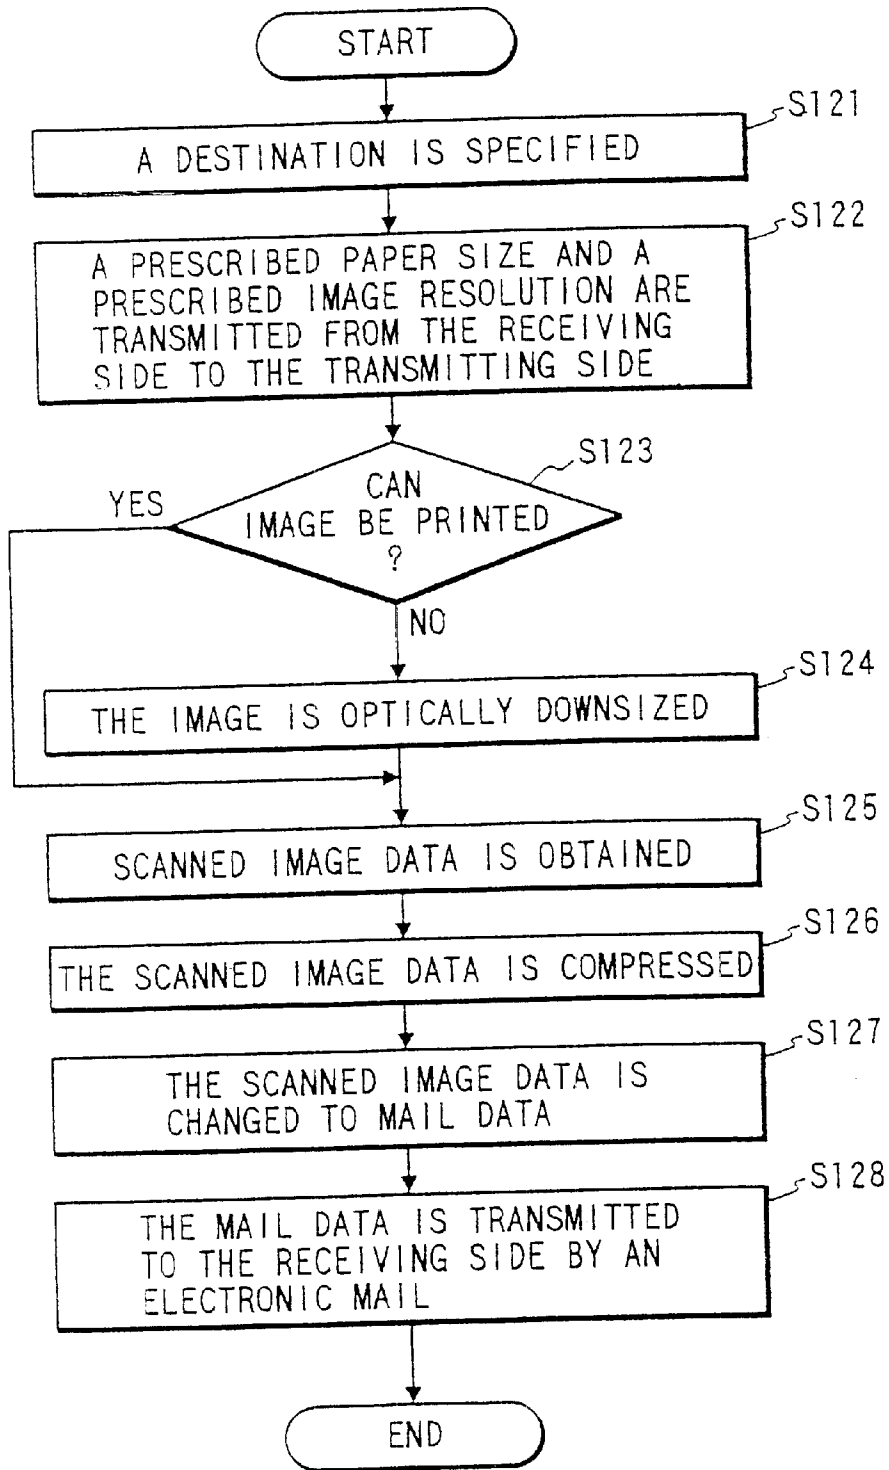 START
S121
A DESTINATION IS SPECIFIED
S122
A PRESCRIBED PAPER SIZE AND A
PRESCRIBED IMAGE RESOLUTION ARE
TRANSMITTED FROM THE RECEIVING
SIDE TO THE TRANSMITTING SIDE
S123
YES
CAN
IMAGE BE PRINTED
?
NO
S124
THE IMAGE IS OPTICALLY DOWNSIZED
S125
SCANNED IMAGE DATA IS OBTAINED
S126
THE SCANNED IMAGE DATA IS COMPRESSED
S127
THE SCANNED IMAGE DATA IS
CHANGED TO MAIL DATA
S128
THE MAIL DATA IS TRANSMITTED
TO THE RECEIVING SIDE BY AN
ELECTRONIC MAIL
END